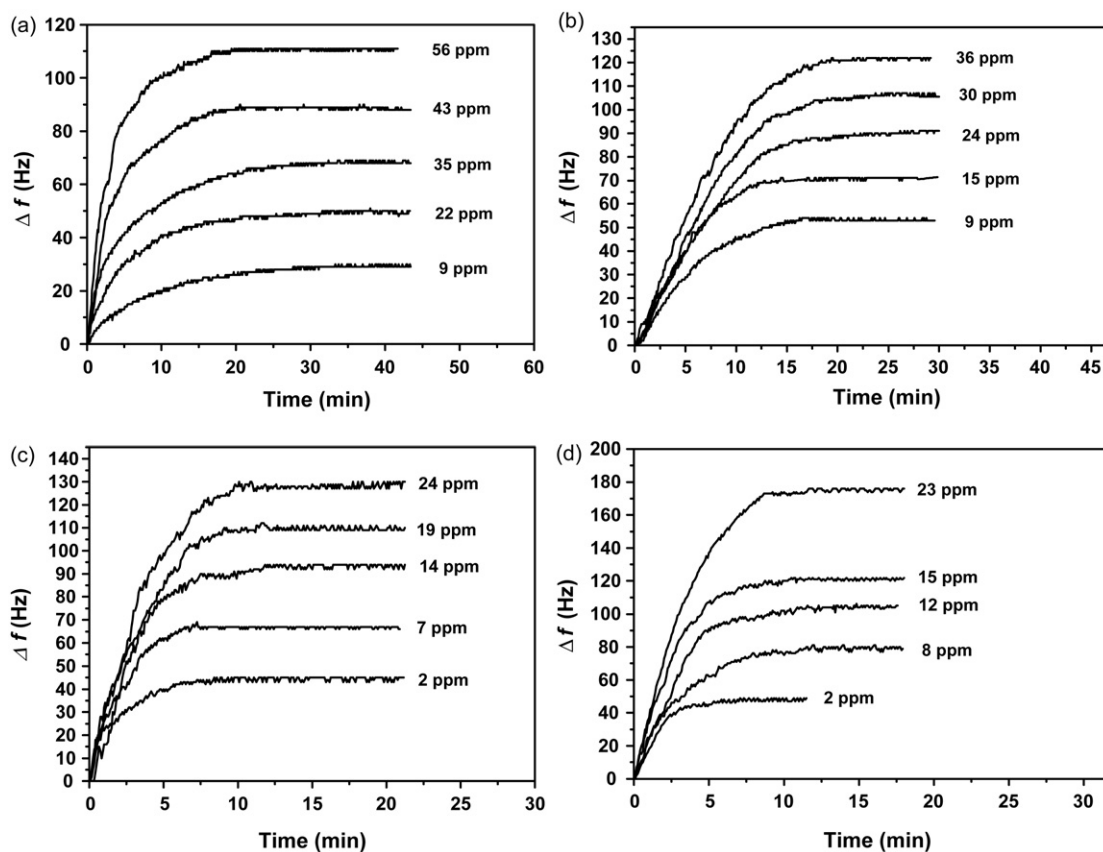 (a)
120
100
80
60
40
20
0
Δ f (Hz)
56 ppm
43 ppm
35 ppm
22 ppm
9 ppm
0 10 20 30 40 50 60
Time (min)
(b)
130
120
110
100
90
80
70
60
50
40
30
20
10
0
Δ f (Hz)
36 ppm
30 ppm
24 ppm
15 ppm
9 ppm
0 5 10 15 20 25 30 35 40 45
Time (min)
(c)
140
130
120
110
100
90
80
70
60
50
40
30
20
10
0
Δ f (Hz)
24 ppm
19 ppm
14 ppm
7 ppm
2 ppm
0 5 10 15 20 25 30
Time (min)
(d)
200
180
160
140
120
100
80
60
40
20
0
Δ f (Hz)
23 ppm
15 ppm
12 ppm
8 ppm
2 ppm
0 5 10 15 20 25 30
Time (min)